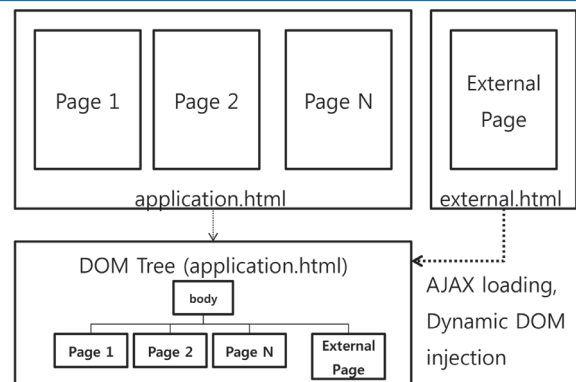 Page 1
Page 2
Page N
External
Page
application.html
external.html
DOM Tree (application.html)
body
Page 1
Page 2
Page N
External
Page
AJAX loading,
Dynamic DOM
injection